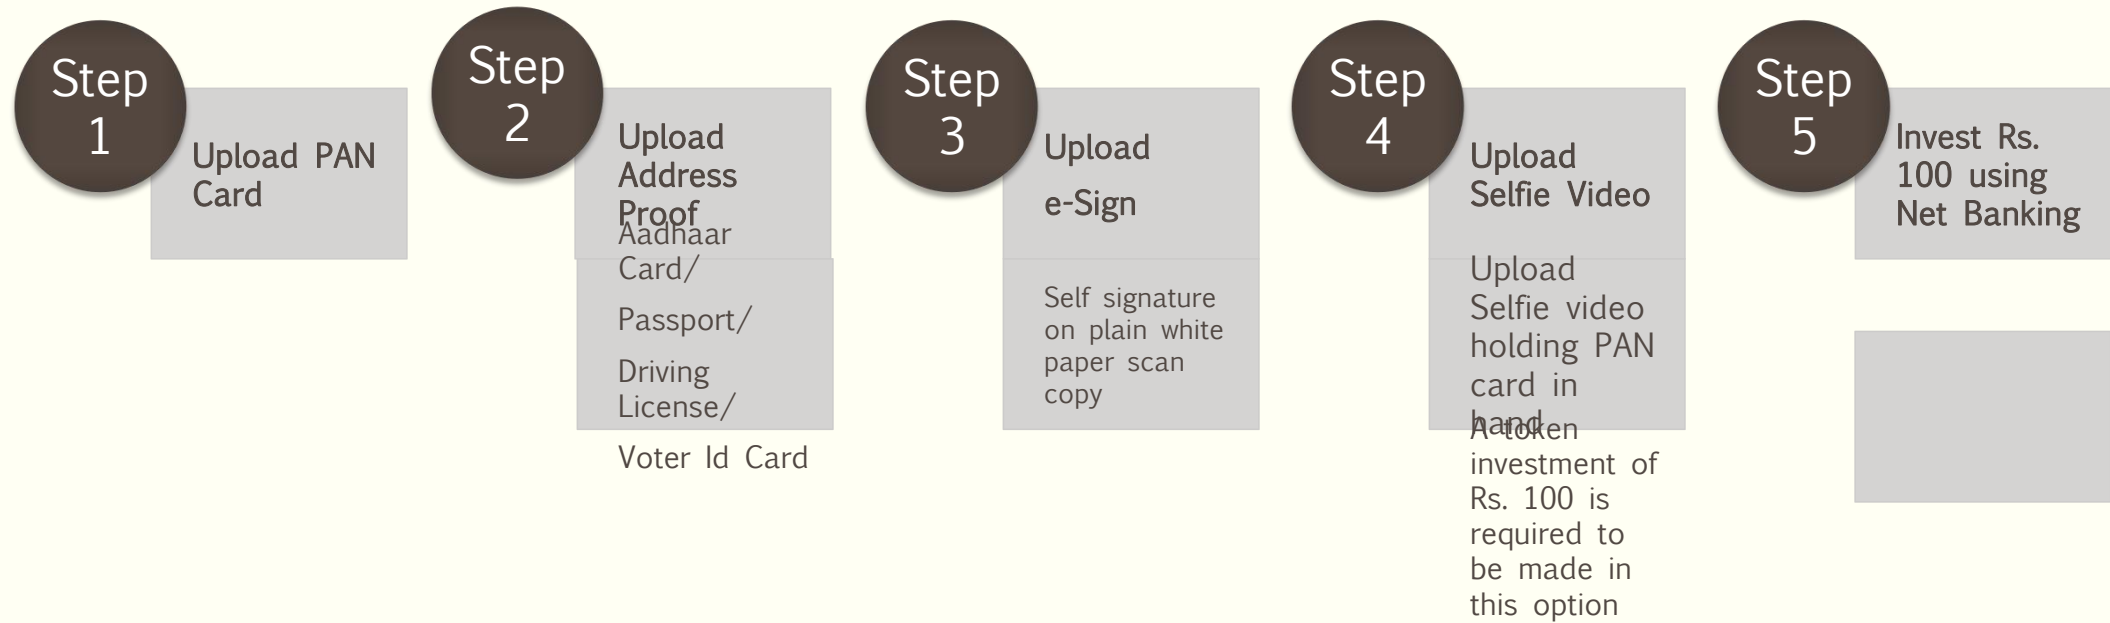 Step
1
Upload PAN
Card
Step
2
Upload
Address
Proof
Aadhaar
Card/
Passport/
Driving
License/
Voter Id Card
Step
3
Upload
e-Sign
Self signature
on plain white
paper scan
copy
Step
4
Upload
Selfie Video
Upload
Selfie video
holding PAN
card in
hand
A token
investment of
Rs. 100 is
required to
be made in
this option
Step
5
Invest Rs.
100 using
Net Banking